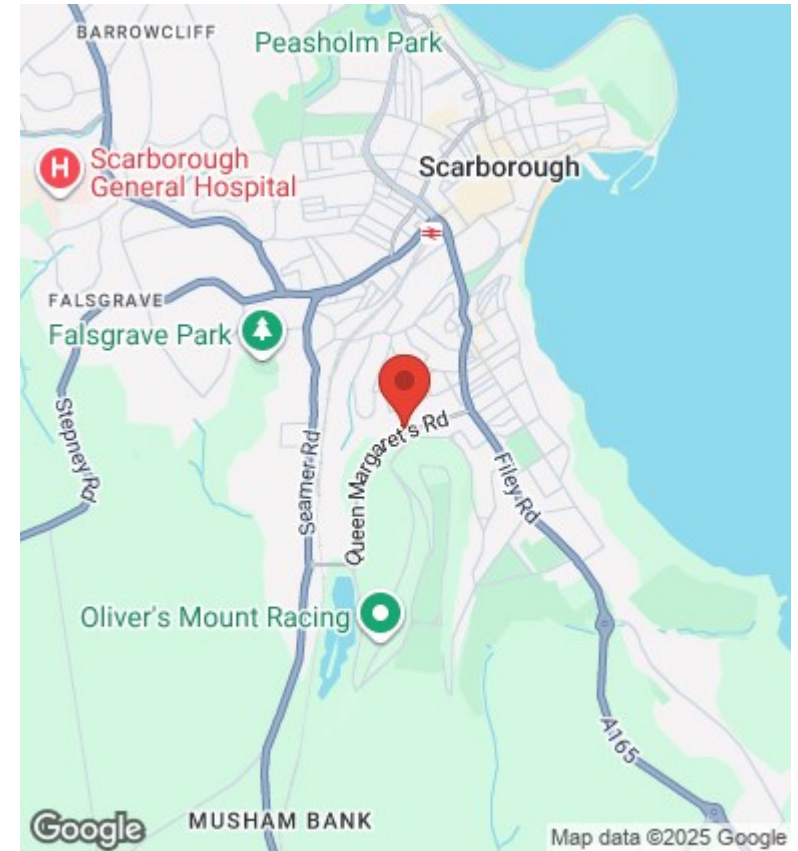 BARROWCLIFF
Peasholm Park
H
Scarborough
General Hospital
Scarborough
FALSGRAVE
Falsgrave Park
Stepney Rd
Seamer Rd
Queen Margaret's Rd
Filey Rd
Oliver's Mount Racing
A165
MUSHAM BANK
Google
Map data ©2025 Google